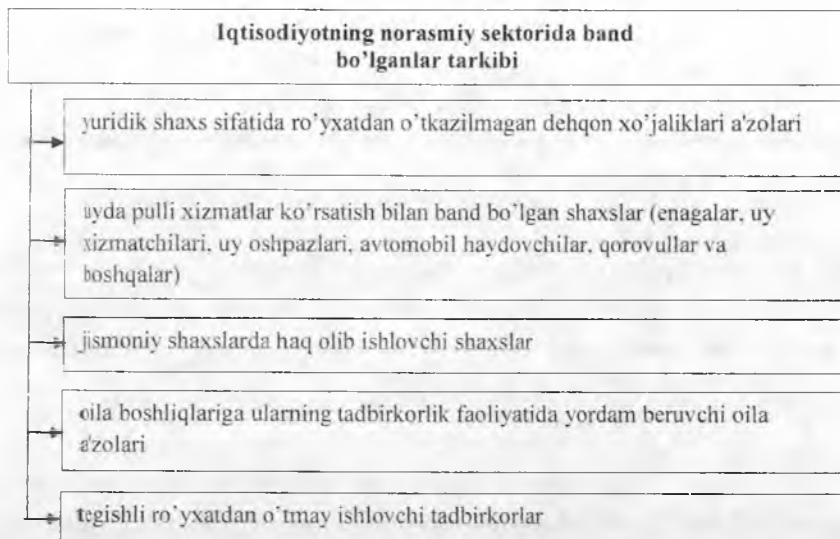 Iqtisodiyotning norasmiy sektorida band
bo’lganlar tarkibi
yuridik shaxs sifatida ro’yxatdan o’tkazilmagan dehqon xo’jaliklari a'zolari
uyda pulli xizmatlar ko’rsatish bilan band bo’lgan shaxslar (enagalar, uy
xizmatchilari, uy oshpazlari, avtomobil haydovchilar, qorovullar va
boshqalar)
jismoniy shaxslarda haq olib ishlovchi shaxslar
oila boshliqlariga ularning tadbirkorlik faoliyatida yordam beruvchi oila
a'zolari
tegishli ro’yxatdan o’tmay ishlovchi tadbirkorlar